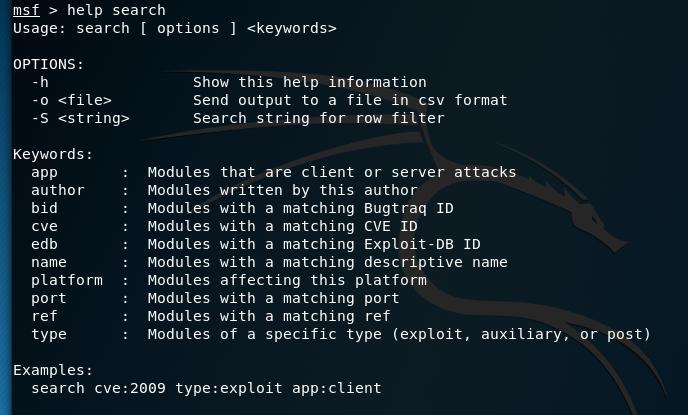 msf > help search
Usage: search [ options ] <keywords>

OPTIONS:
  -h                Show this help information
  -o <file>         Send output to a file in csv format
  -S <string>       Search string for row filter

Keywords:
  app       :  Modules that are client or server attacks
  author    :  Modules written by this author
  bid       :  Modules with a matching Bugtraq ID
  cve       :  Modules with a matching CVE ID
  edb       :  Modules with a matching Exploit-DB ID
  name      :  Modules with a matching descriptive name
  platform  :  Modules affecting this platform
  port      :  Modules with a matching port
  ref       :  Modules with a matching ref
  type      :  Modules of a specific type (exploit, auxiliary, or post)

Examples:
  search cve:2009 type:exploit app:client